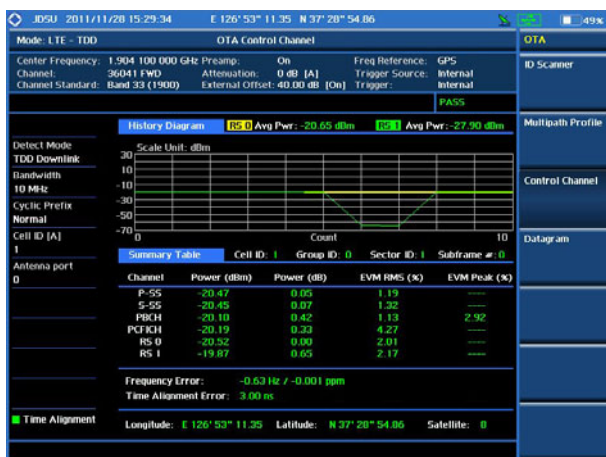 JDSU 2011/11/28 15:29:34 E 126° 53" 11.35 N 37° 28" 54.86 49%
Mode: LTE - TDD OTA Control Channel OTA
Center Frequency: 1.904 100 000 GHz Preamp: On Freq Reference: GPS
Channel: 36041 FWD Attenuation: 0 dB [A] Trigger Source: Internal
Channel Standard: Band 33 (1900) External Offset: 40.00 dB [On] Trigger: Internal
PASS
ID Scanner
Multipath Profile
Control Channel
Datagram
History Diagram RS 0 Avg Pwr: -20.65 dBm RS 1 Avg Pwr: -27.90 dBm
Detect Mode
TDD Downlink
Bandwidth
10 MHz
Cyclic Prefix
Normal
Cell ID [A]
1
Antenna port
0
Time Alignment
Scale Unit: dBm
30
10
-10
-30
-50
-70
0 Count 10
Summary Table Cell ID: 1 Group ID: 0 Sector ID: 1 Subframe #: 0
Channel Power (dBm) Power (dB) EVM RMS (%) EVM Peak (%)
P-SS -20.47 0.05 1.19 ----
S-SS -20.45 0.07 1.32 ----
PBCH -20.10 0.42 1.13 2.92
PCFICH -20.19 0.33 4.27 ----
RS 0 -20.52 0.00 2.01 ----
RS 1 -19.87 0.65 2.17 ----
Frequency Error: -0.63 Hz / -0.001 ppm
Time Alignment Error: 3.00 ns
Longitude: E 126° 53" 11.35 Latitude: N 37° 28" 54.86 Satellite: 8